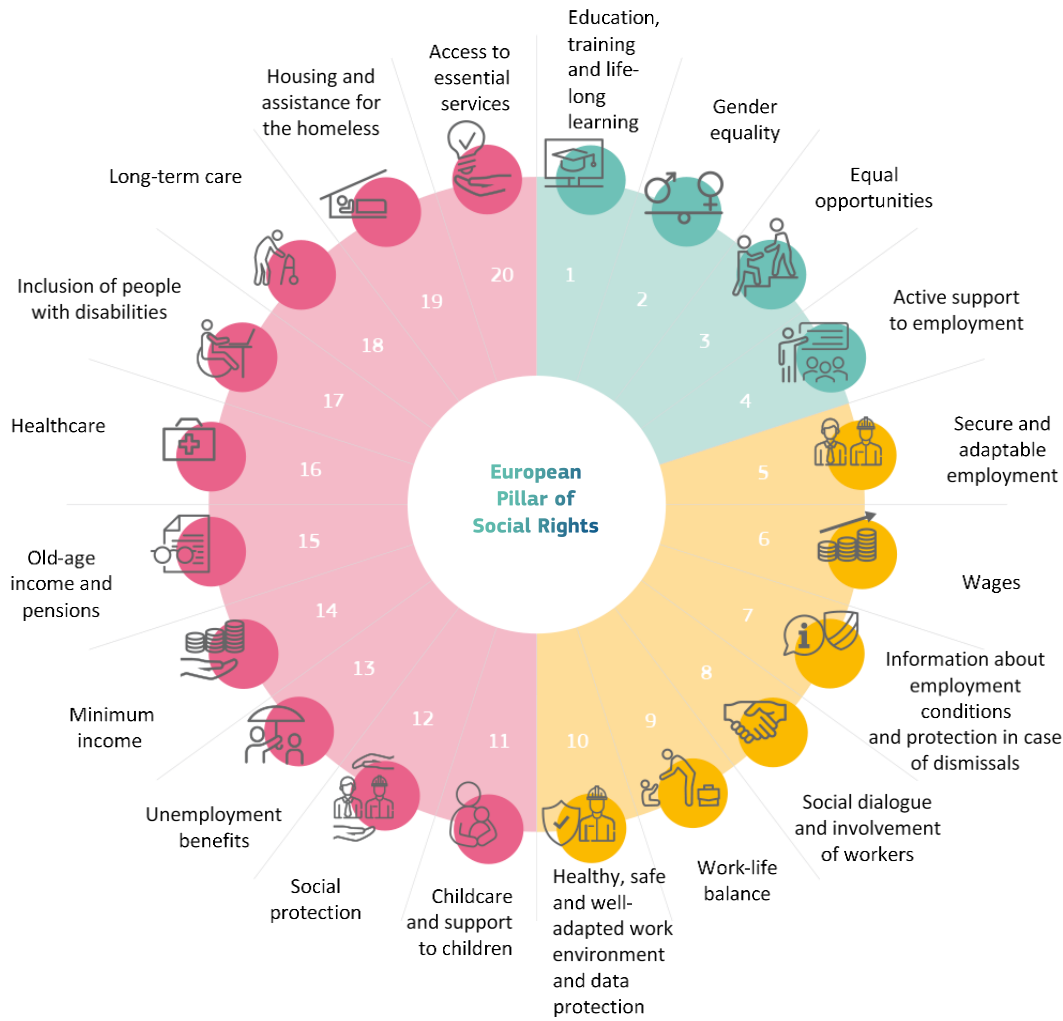 European
Pillar of
Social Rights
1
Education,
training
and life-
long
learning
2
Gender
equality
3
Equal
opportunities
4
Active support
to employment
5
Secure and
adaptable
employment
6
Wages
7
Information about
employment
conditions
and protection in case
of dismissals
8
Social dialogue
and involvement
of workers
9
Work-life
balance
10
Healthy, safe
and well-
adapted work
environment
and data
protection
11
Childcare
and support
to children
12
Social
protection
13
Unemployment
benefits
14
Minimum
income
15
Old-age
income and
pensions
16
Healthcare
17
Inclusion of people
with disabilities
18
Long-term care
19
Housing and
assistance for
the homeless
20
Access to
essential
services
i